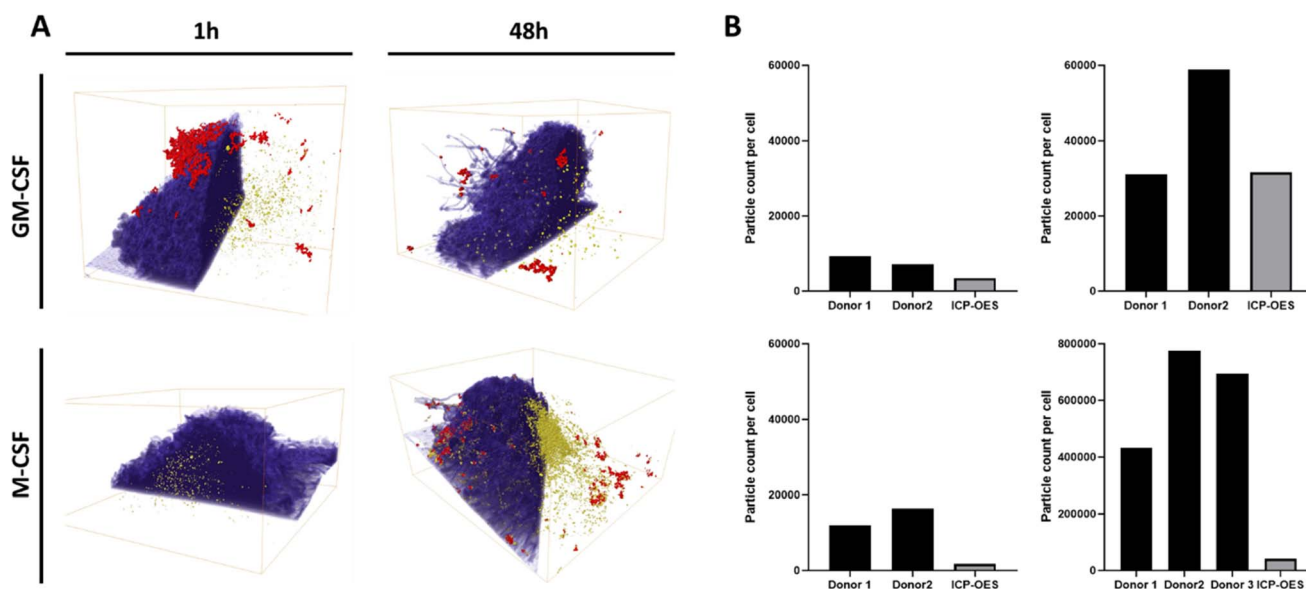 A
1h
48h
B
GM-CSF
M-CSF
Particle count per cell
60000
40000
20000
0
Donor 1 Donor2 ICP-OES
Particle count per cell
60000
40000
20000
0
Donor 1 Donor2 ICP-OES
Particle count per cell
60000
40000
20000
0
Donor 1 Donor2 ICP-OES
Particle count per cell
800000
600000
400000
200000
0
Donor 1 Donor2 Donor 3 ICP-OES